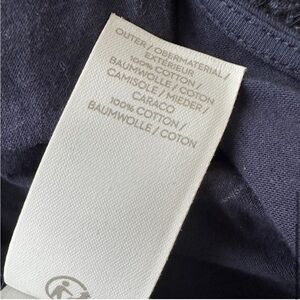 OUTER / OBERMATERIAL /
EXTÉRIEUR
100% COTTON /
BAUMWOLLE / COTON
CAMISOLE / MIEDER /
CARACO
100% COTTON /
BAUMWOLLE / COTON